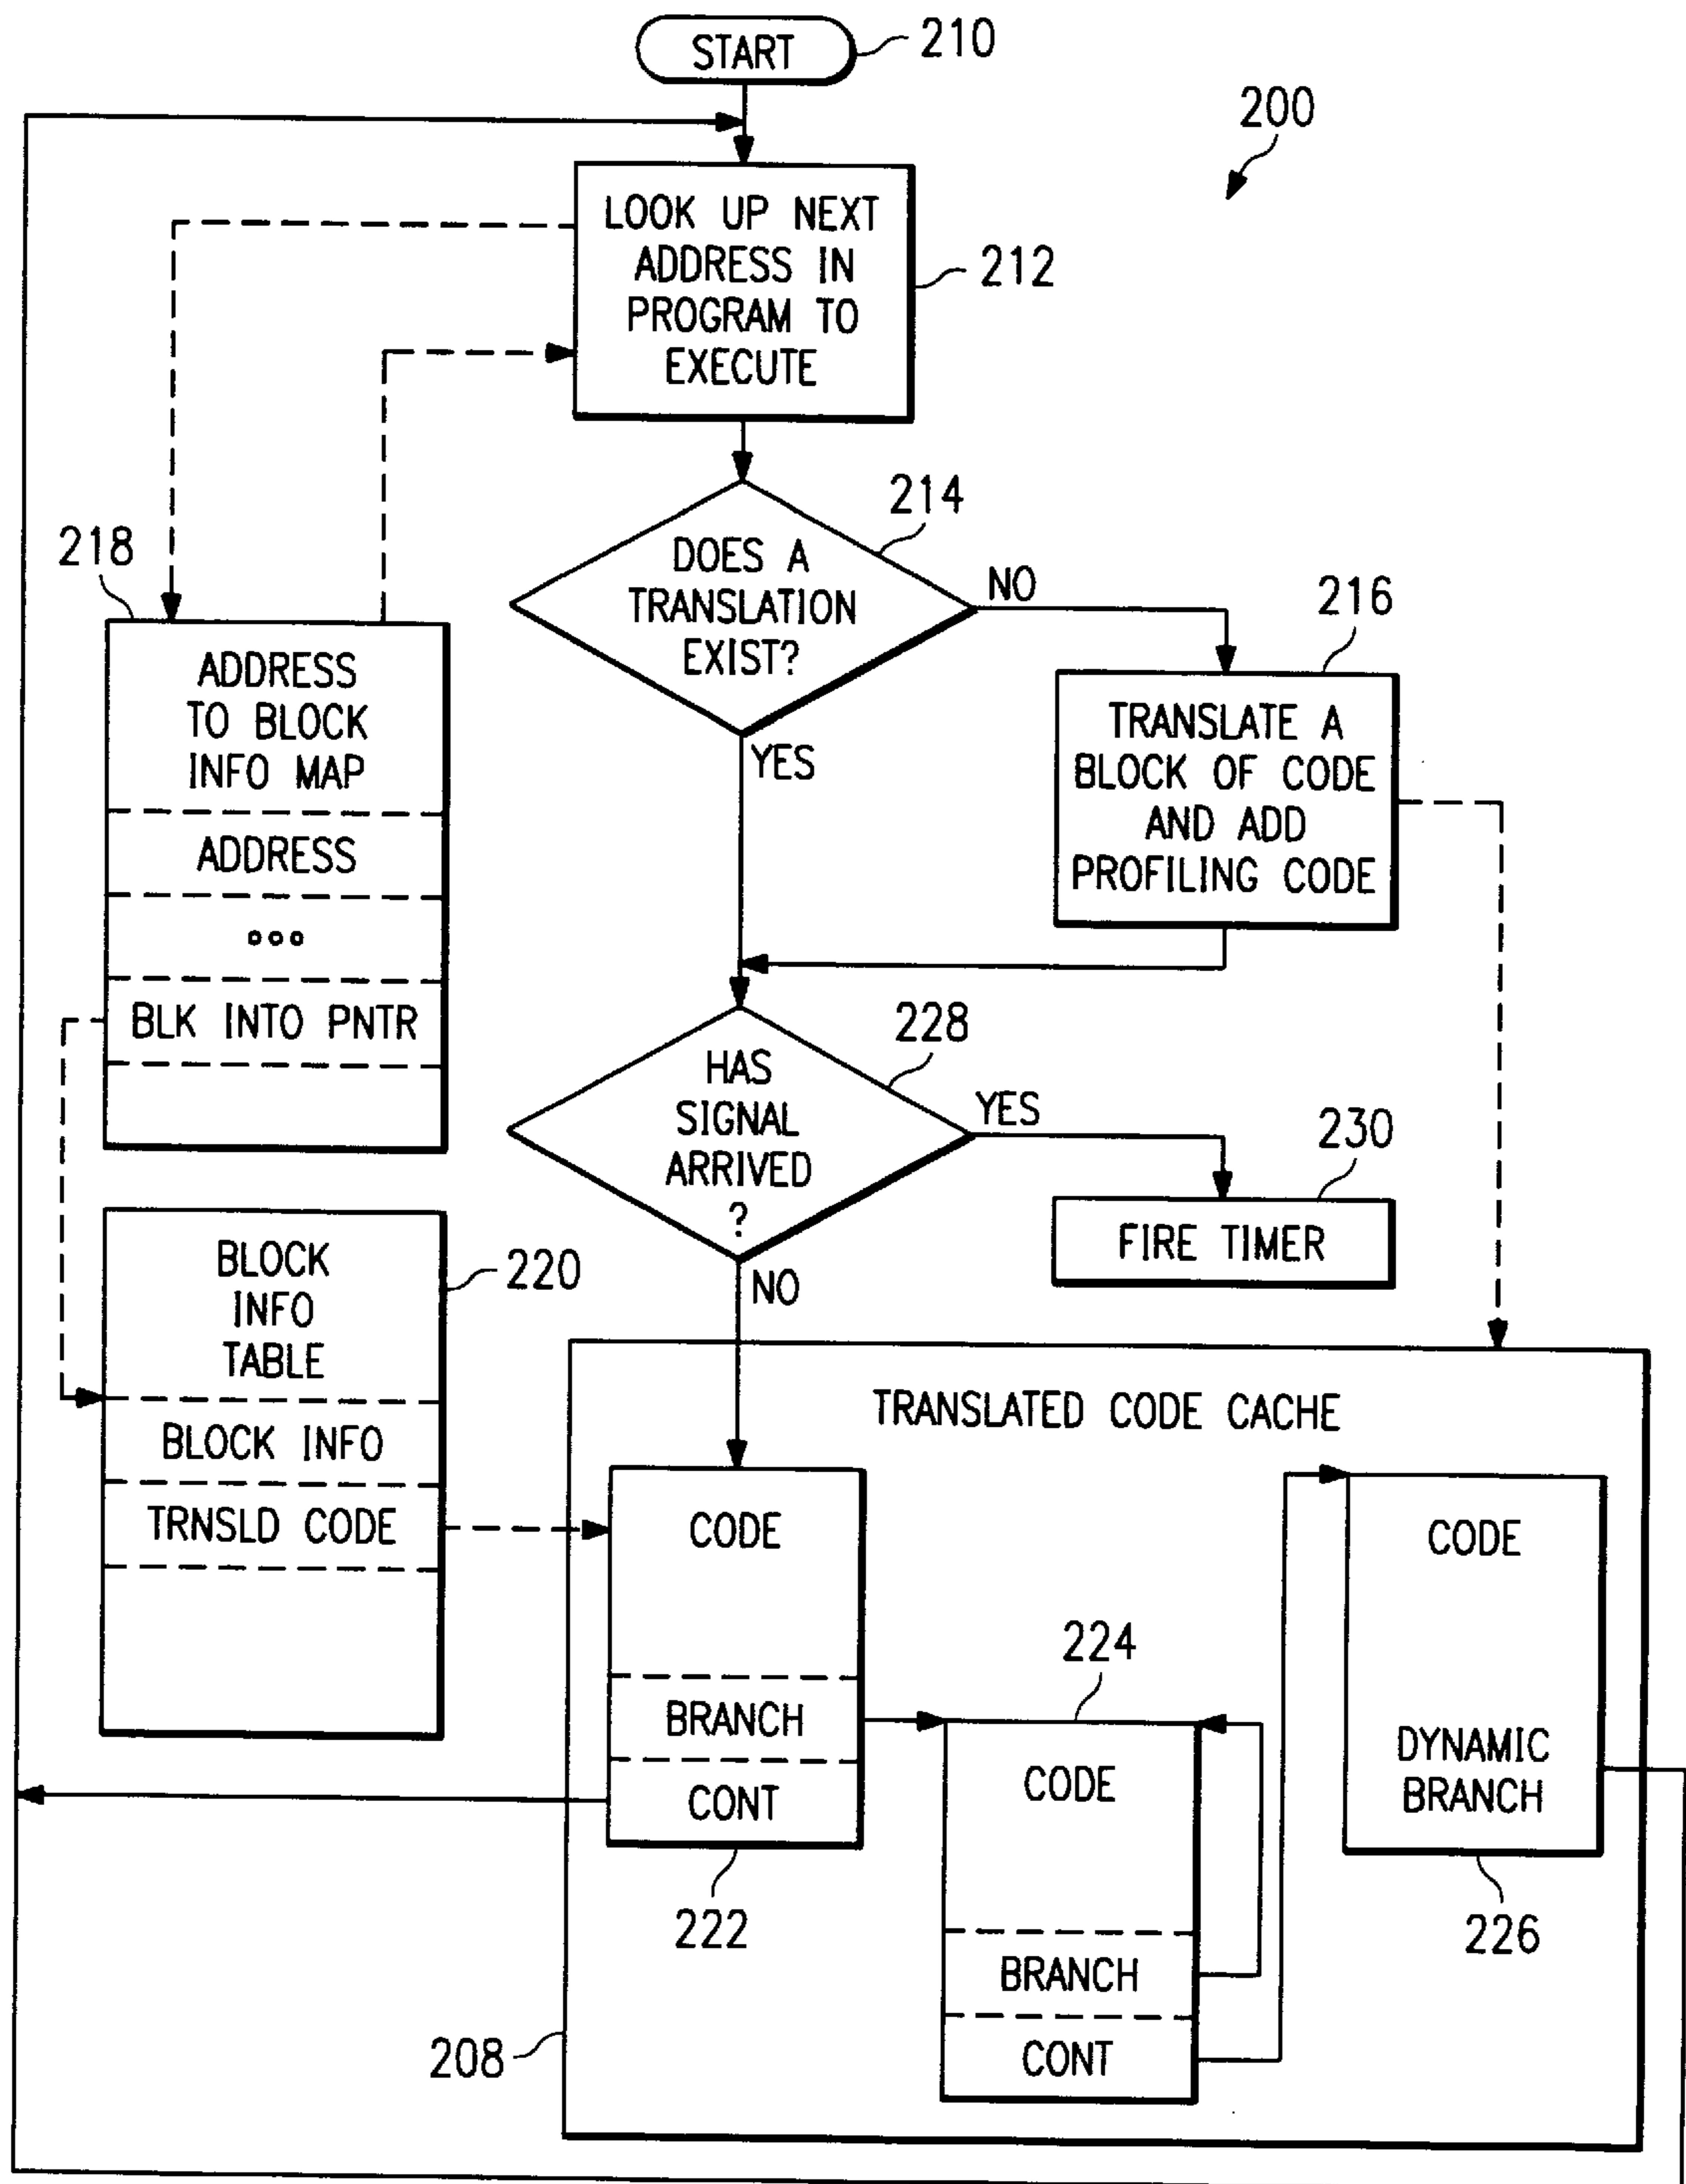 START
210
200
LOOK UP NEXT
ADDRESS IN
PROGRAM TO
EXECUTE
212
214
DOES A
TRANSLATION
EXIST?
NO
YES
216
TRANSLATE A
BLOCK OF CODE
AND ADD
PROFILING CODE
218
ADDRESS
TO BLOCK
INFO MAP
ADDRESS
ooo
BLK INTO PNTR
228
HAS
SIGNAL
ARRIVED
?
YES
NO
230
FIRE TIMER
BLOCK
INFO
TABLE
220
BLOCK INFO
TRNSLD CODE
TRANSLATED CODE CACHE
CODE
BRANCH
CONT
222
224
CODE
BRANCH
CONT
CODE
DYNAMIC
BRANCH
226
208